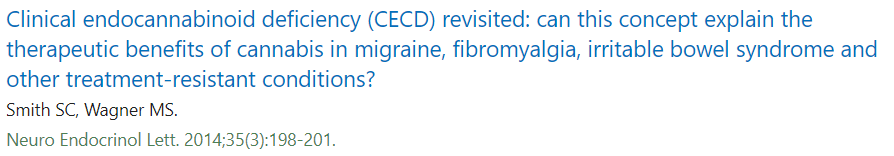 Clinical endocannabinoid deficiency (CECD) revisited: can this concept explain the
therapeutic benefits of cannabis in migraine, fibromyalgia, irritable bowel syndrome and
other treatment-resistant conditions?
Smith SC, Wagner MS.
Neuro Endocrinol Lett. 2014;35(3):198-201.